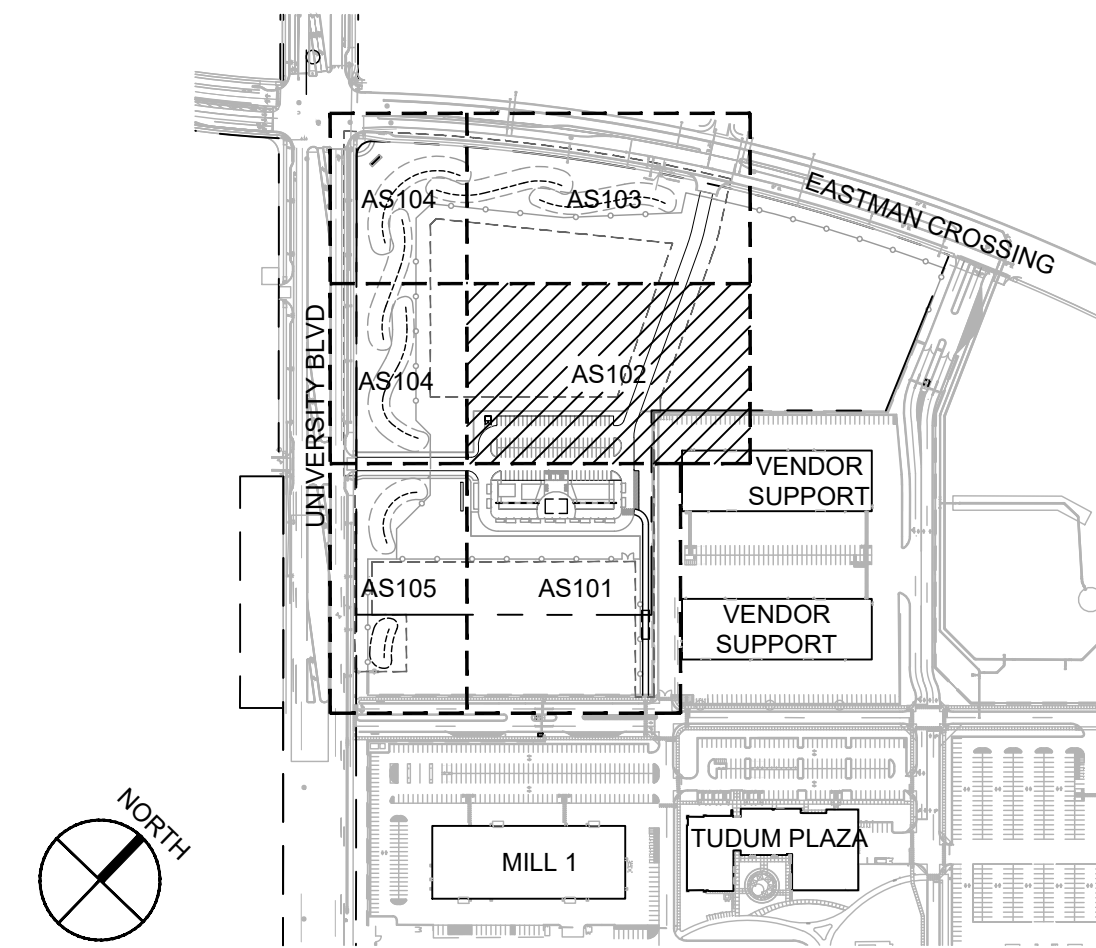 EASTMAN CROSSING
AS104
AS103
UNIVERSITY BLVD
AS104
AS102
VENDOR
SUPPORT
AS105
AS101
VENDOR
SUPPORT
NORTH
MILL 1
TUDUM PLAZA